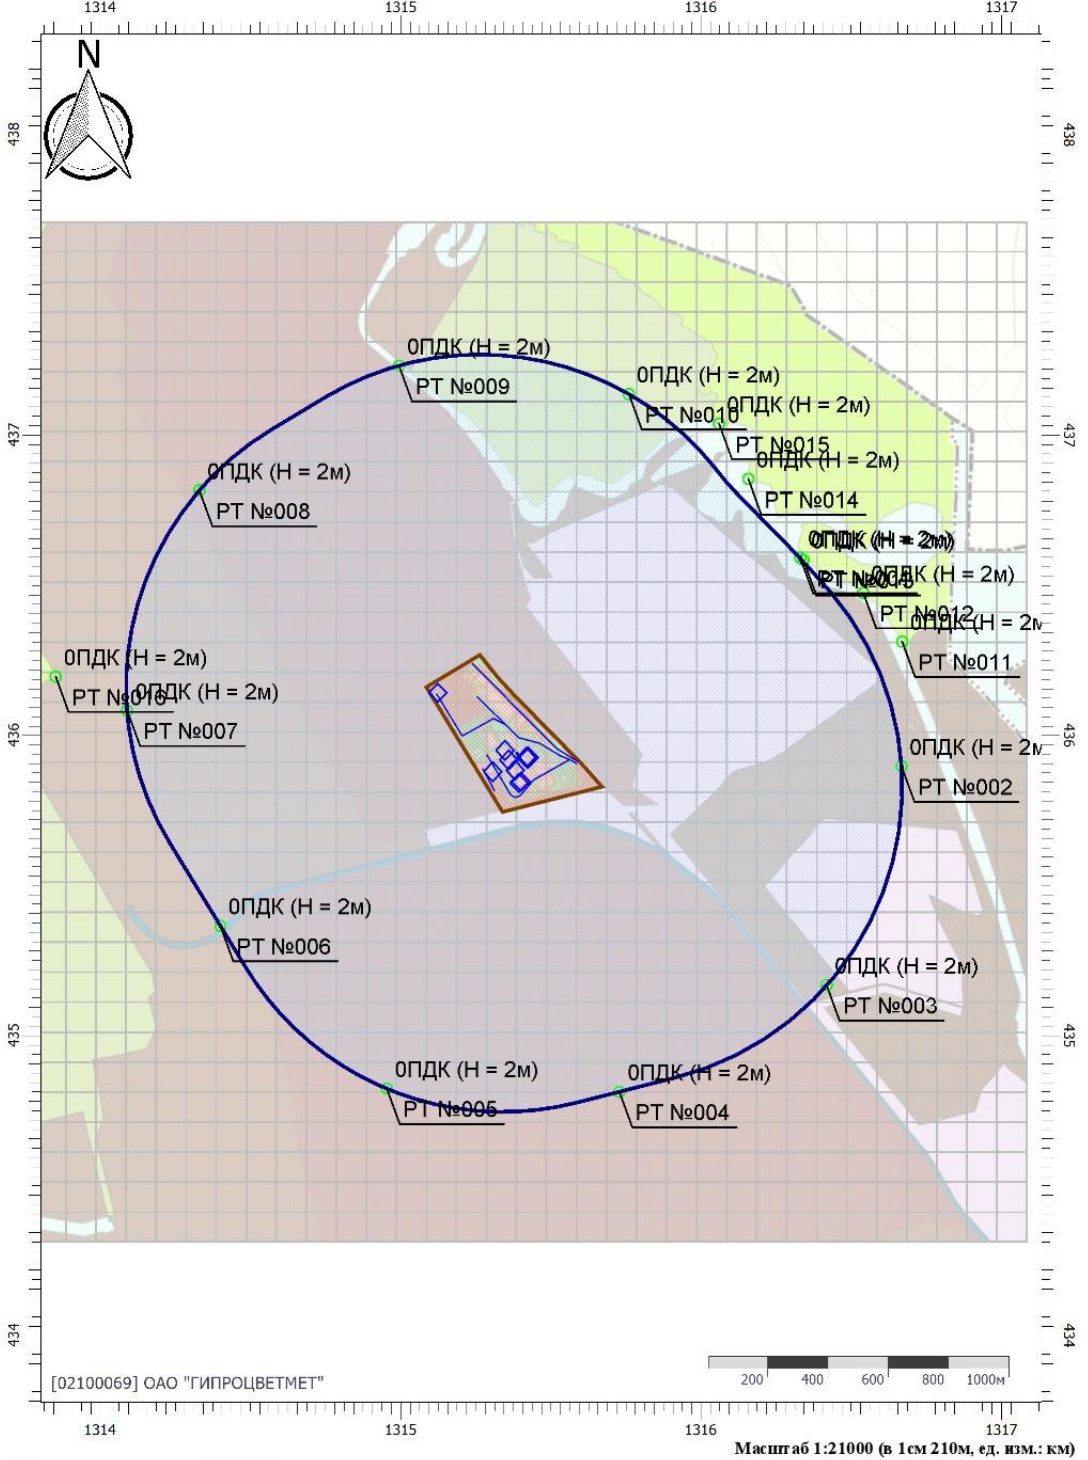 1314 1315 1316 1317
N
438 438
0ПДК (H = 2м)
РТ №009
0ПДК (H = 2м)
РТ №010
0ПДК (H = 2м)
РТ №015
437 437
0ПДК (H = 2м)
РТ №014
0ПДК (H = 2м)
РТ №008
0ПДК (H = 2м)
0ПДК (H = 2м)
РТ №012
0ПДК (H = 2м
РТ №011
0ПДК (H = 2м)
РТ №016
0ПДК (H = 2м)
РТ №007
436 436
0ПДК (H = 2м
РТ №002
0ПДК (H = 2м)
РТ №006
0ПДК (H = 2м)
РТ №003
435 435
0ПДК (H = 2м)
РТ №005
0ПДК (H = 2м)
РТ №004
434 434
200 400 600 800 1000м
[02100069] ОАО "ГИПРОЦВЕТМЕТ"
1314 1315 1316 1317
Масштаб 1:21000 (в 1см 210м, ед. изм.: км)